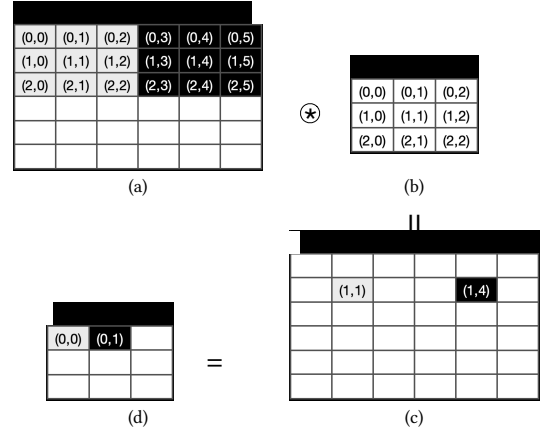 (0,0) (0,1) (0,2) (0,3) (0,4) (0,5)
(1,0) (1,1) (1,2) (1,3) (1,4) (1,5)
(2,0) (2,1) (2,2) (2,3) (2,4) (2,5)
(a)
⊛
(0,0) (0,1) (0,2)
(1,0) (1,1) (1,2)
(2,0) (2,1) (2,2)
(b)
=
(1,1) (1,4)
(c)
=
(0,0) (0,1)
(d)